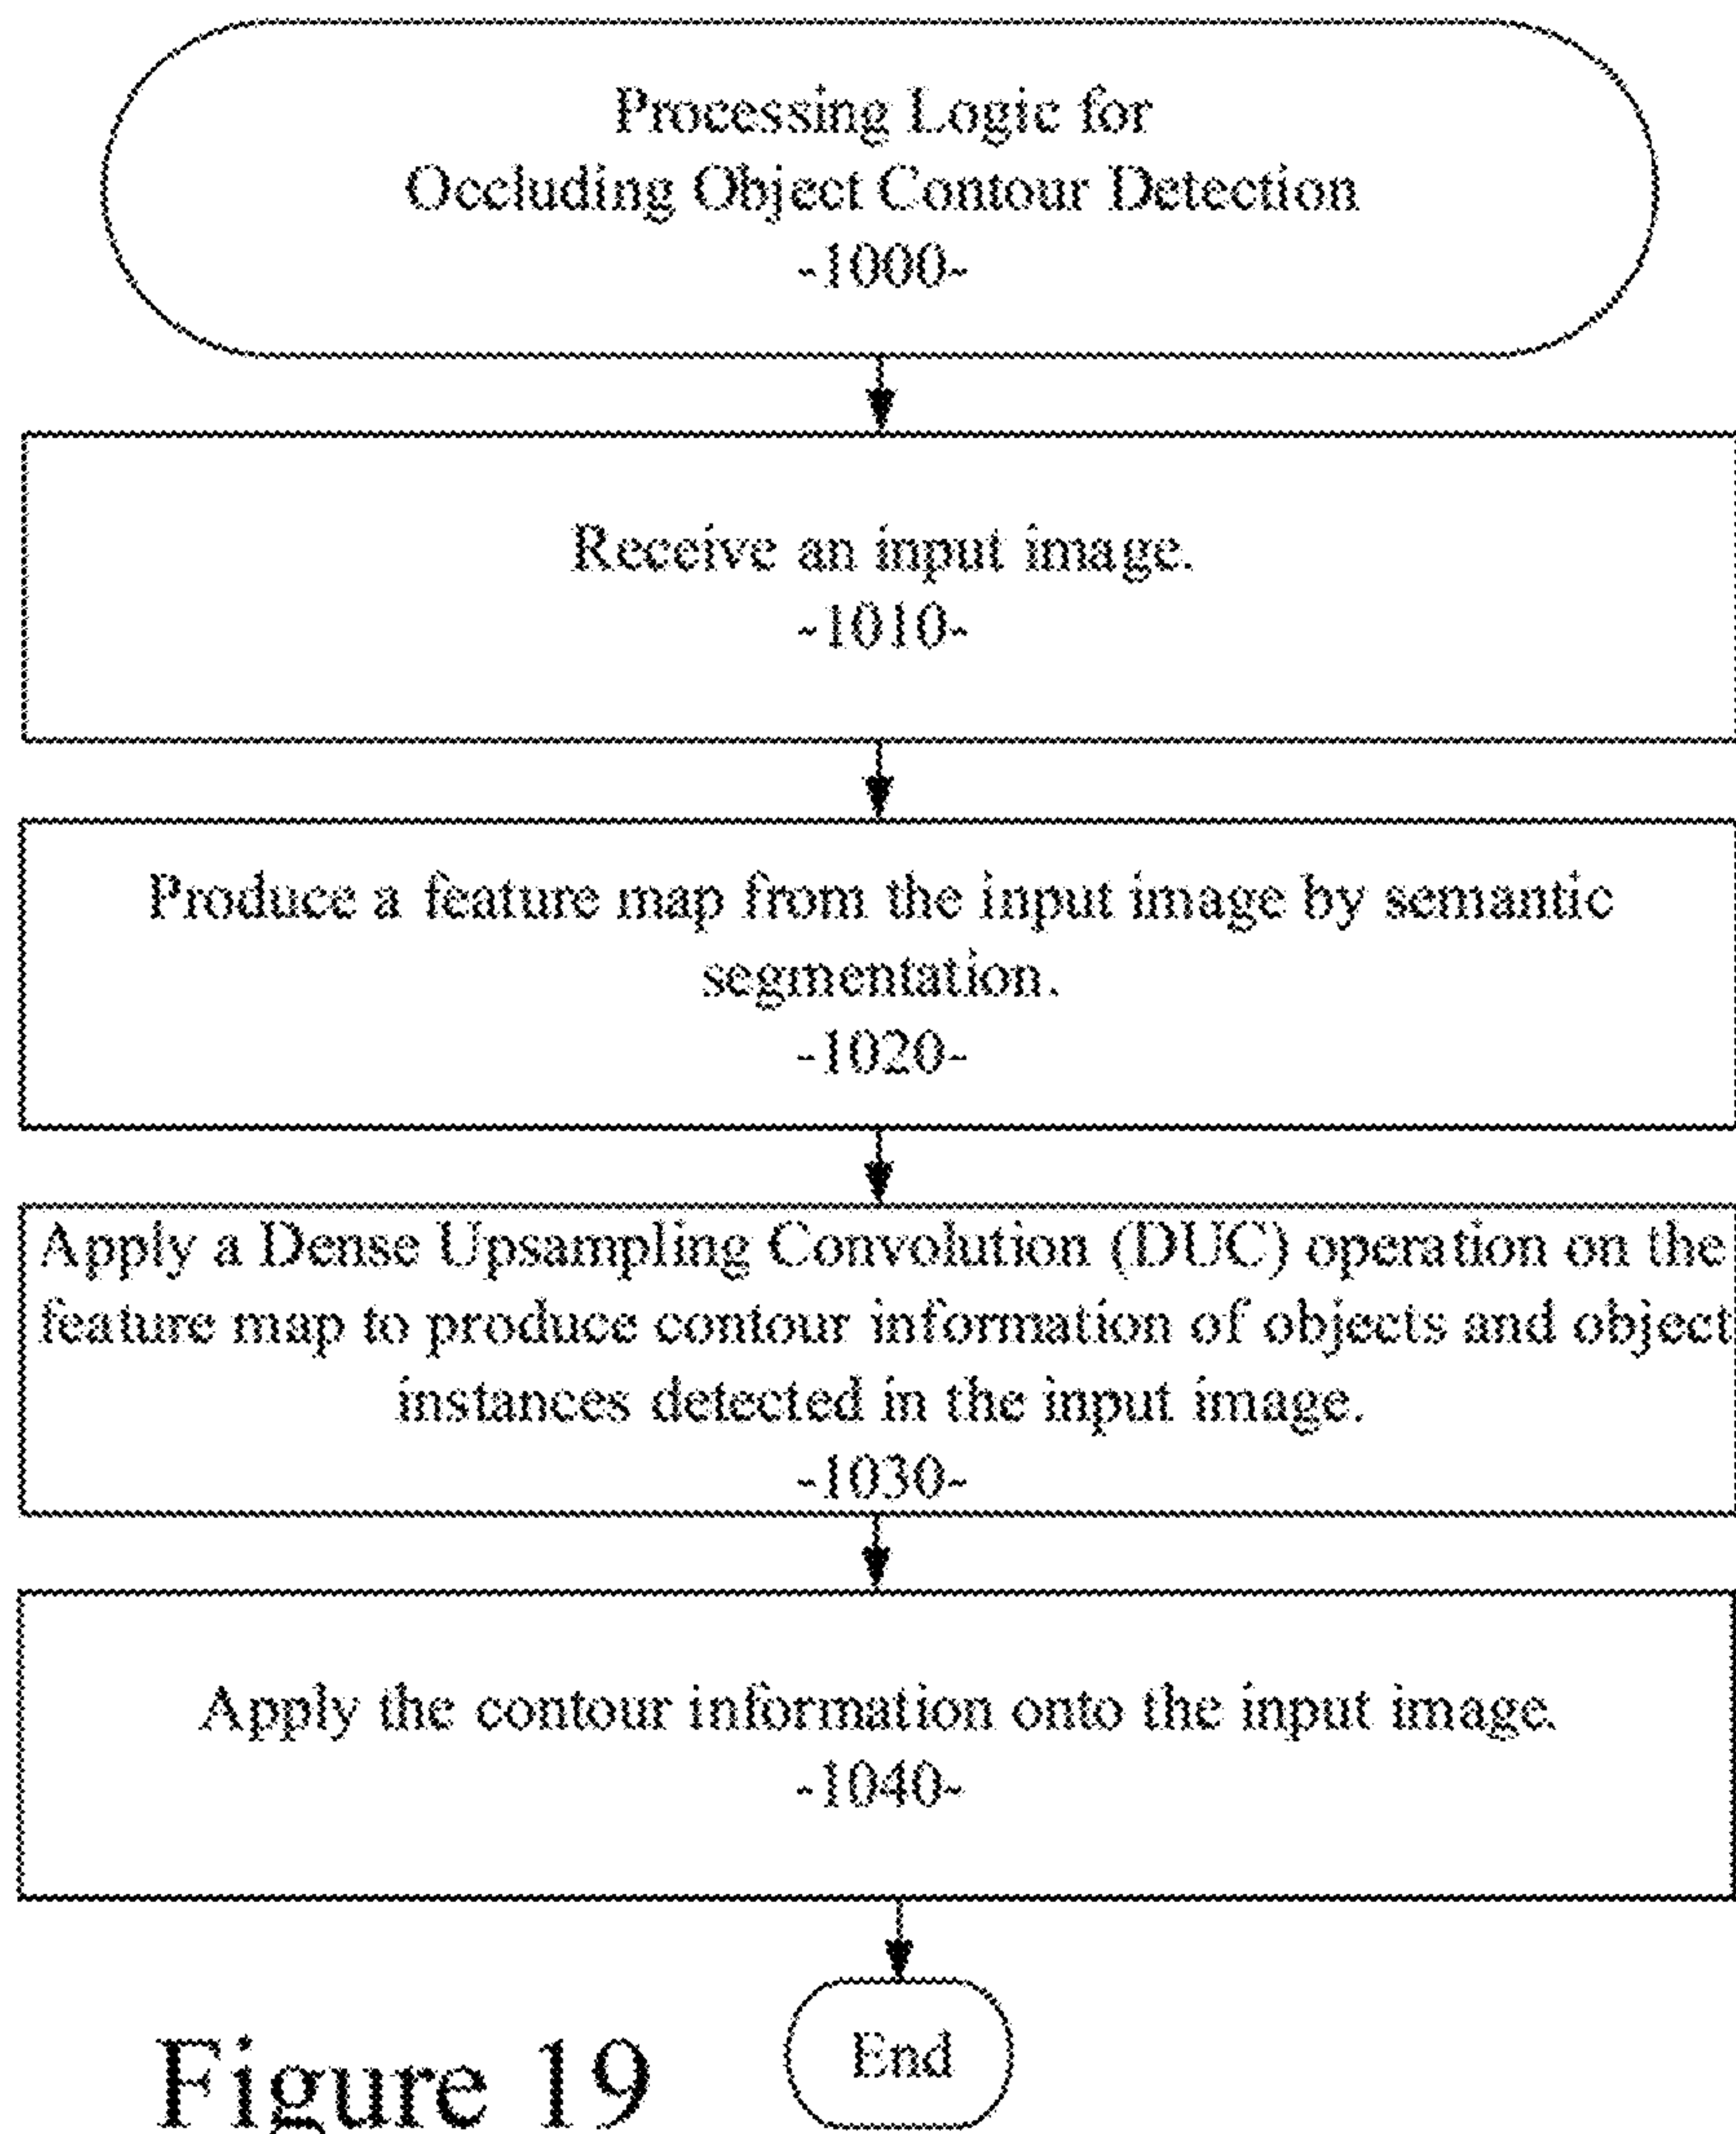 Processing Logic for
Occluding Object Contour Detection
-1000-
Receive an input image.
-1010-
Produce a feature map from the input image by semantic
segmentation.
-1020-
Apply a Dense Upsampling Convolution (DUC) operation on the
feature map to produce contour information of objects and object
instances detected in the input image.
-1030-
Apply the contour information onto the input image.
-1040-
End
Figure 19